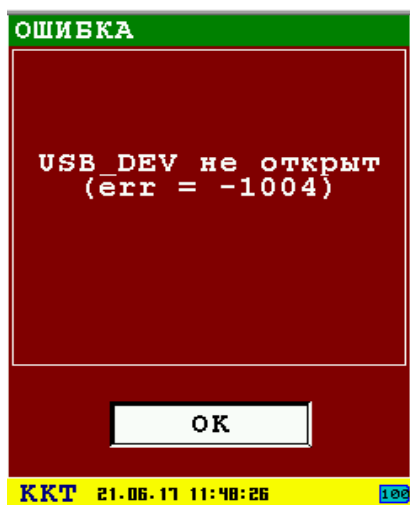 ОШИБКА
USB_DEV не открыт
(err = -1004)
OK
ККТ 21.06.17 11:48:26 100